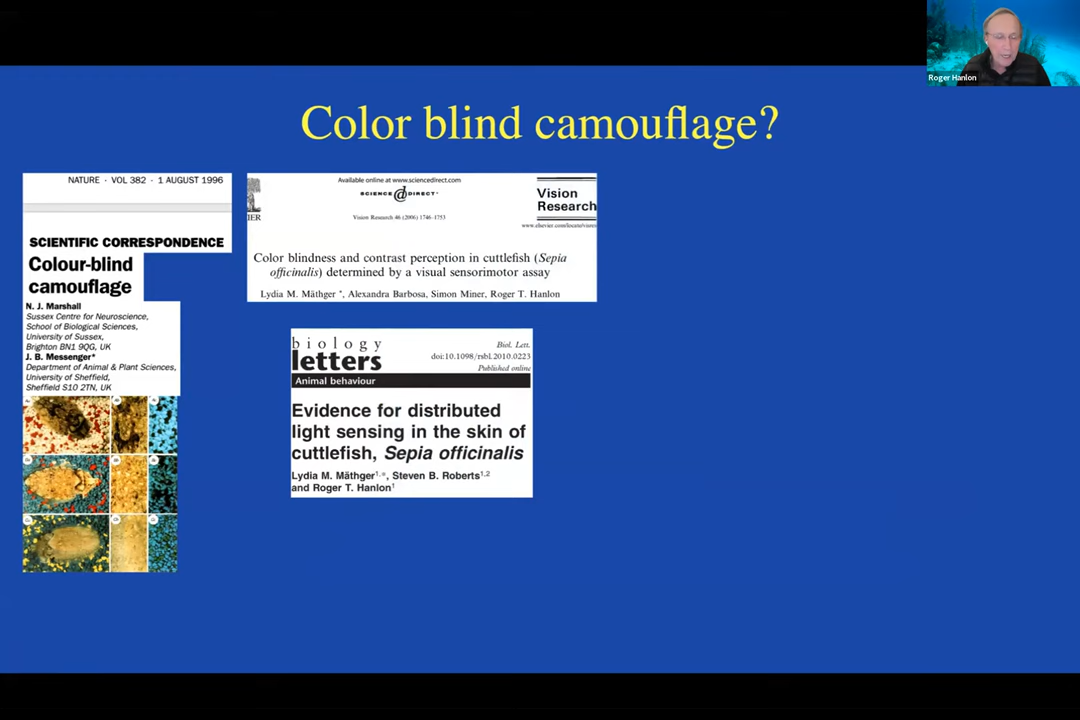 Roger Hanlon
Color blind camouflage?
NATURE · VOL 382 · 1 AUGUST 1996
SCIENTIFIC CORRESPONDENCE
Colour-blind
camouflage
N. J. Marshall
Sussex Centre for Neuroscience,
School of Biological Sciences,
University of Sussex,
Brighton BN1 9QG, UK
J. B. Messenger*
Department of Animal & Plant Sciences,
University of Sheffield,
Sheffield S10 2TN, UK
Available online at www.sciencedirect.com
SCIENCE @ DIRECT®
IER
Vision Research 46 (2006) 1746–1753
Vision
Research
www.elsevier.com/locate/visres
Color blindness and contrast perception in cuttlefish (Sepia
officinalis) determined by a visual sensorimotor assay
Lydia M. Mäthger *, Alexandra Barbosa, Simon Miner, Roger T. Hanlon
biology
letters
Biol. Lett.
doi:10.1098/rsbl.2010.0223
Published online
Animal behaviour
Evidence for distributed
light sensing in the skin of
cuttlefish, Sepia officinalis
Lydia M. Mäthger1,*, Steven B. Roberts1,2
and Roger T. Hanlon1